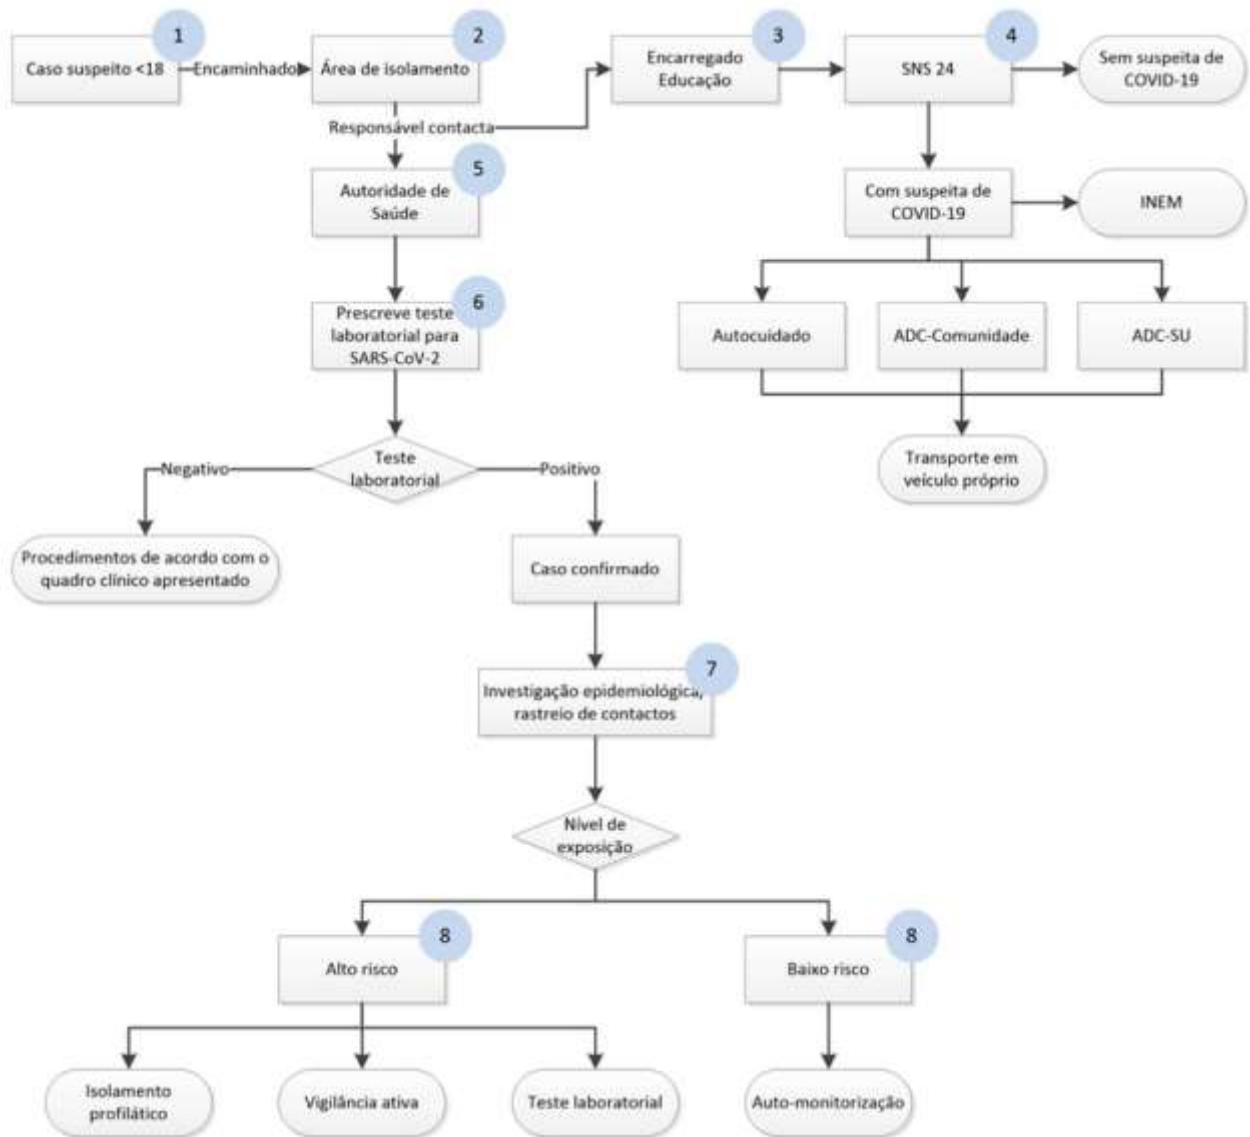 1
Caso suspeito <18
Encaminhado
2
Área de isolamento
3
Encarregado
Educação
4
SNS 24
Sem suspeita de
COVID-19
Responsável contacta
5
Autoridade de
Saúde
Com suspeita de
COVID-19
INEM
6
Prescreve teste
laboratorial para
SARS-CoV-2
Autocuidado
ADC-Comunidade
ADC-SU
Transporte em
veículo próprio
Teste
laboratorial
Negativo
Positivo
Procedimentos de acordo com o
quadro clínico apresentado
Caso confirmado
7
Investigação epidemiológica,
rastreio de contactos
Nível de
exposição
8
Alto risco
8
Baixo risco
Isolamento
profilático
Vigilância ativa
Teste laboratorial
Auto-monitorização